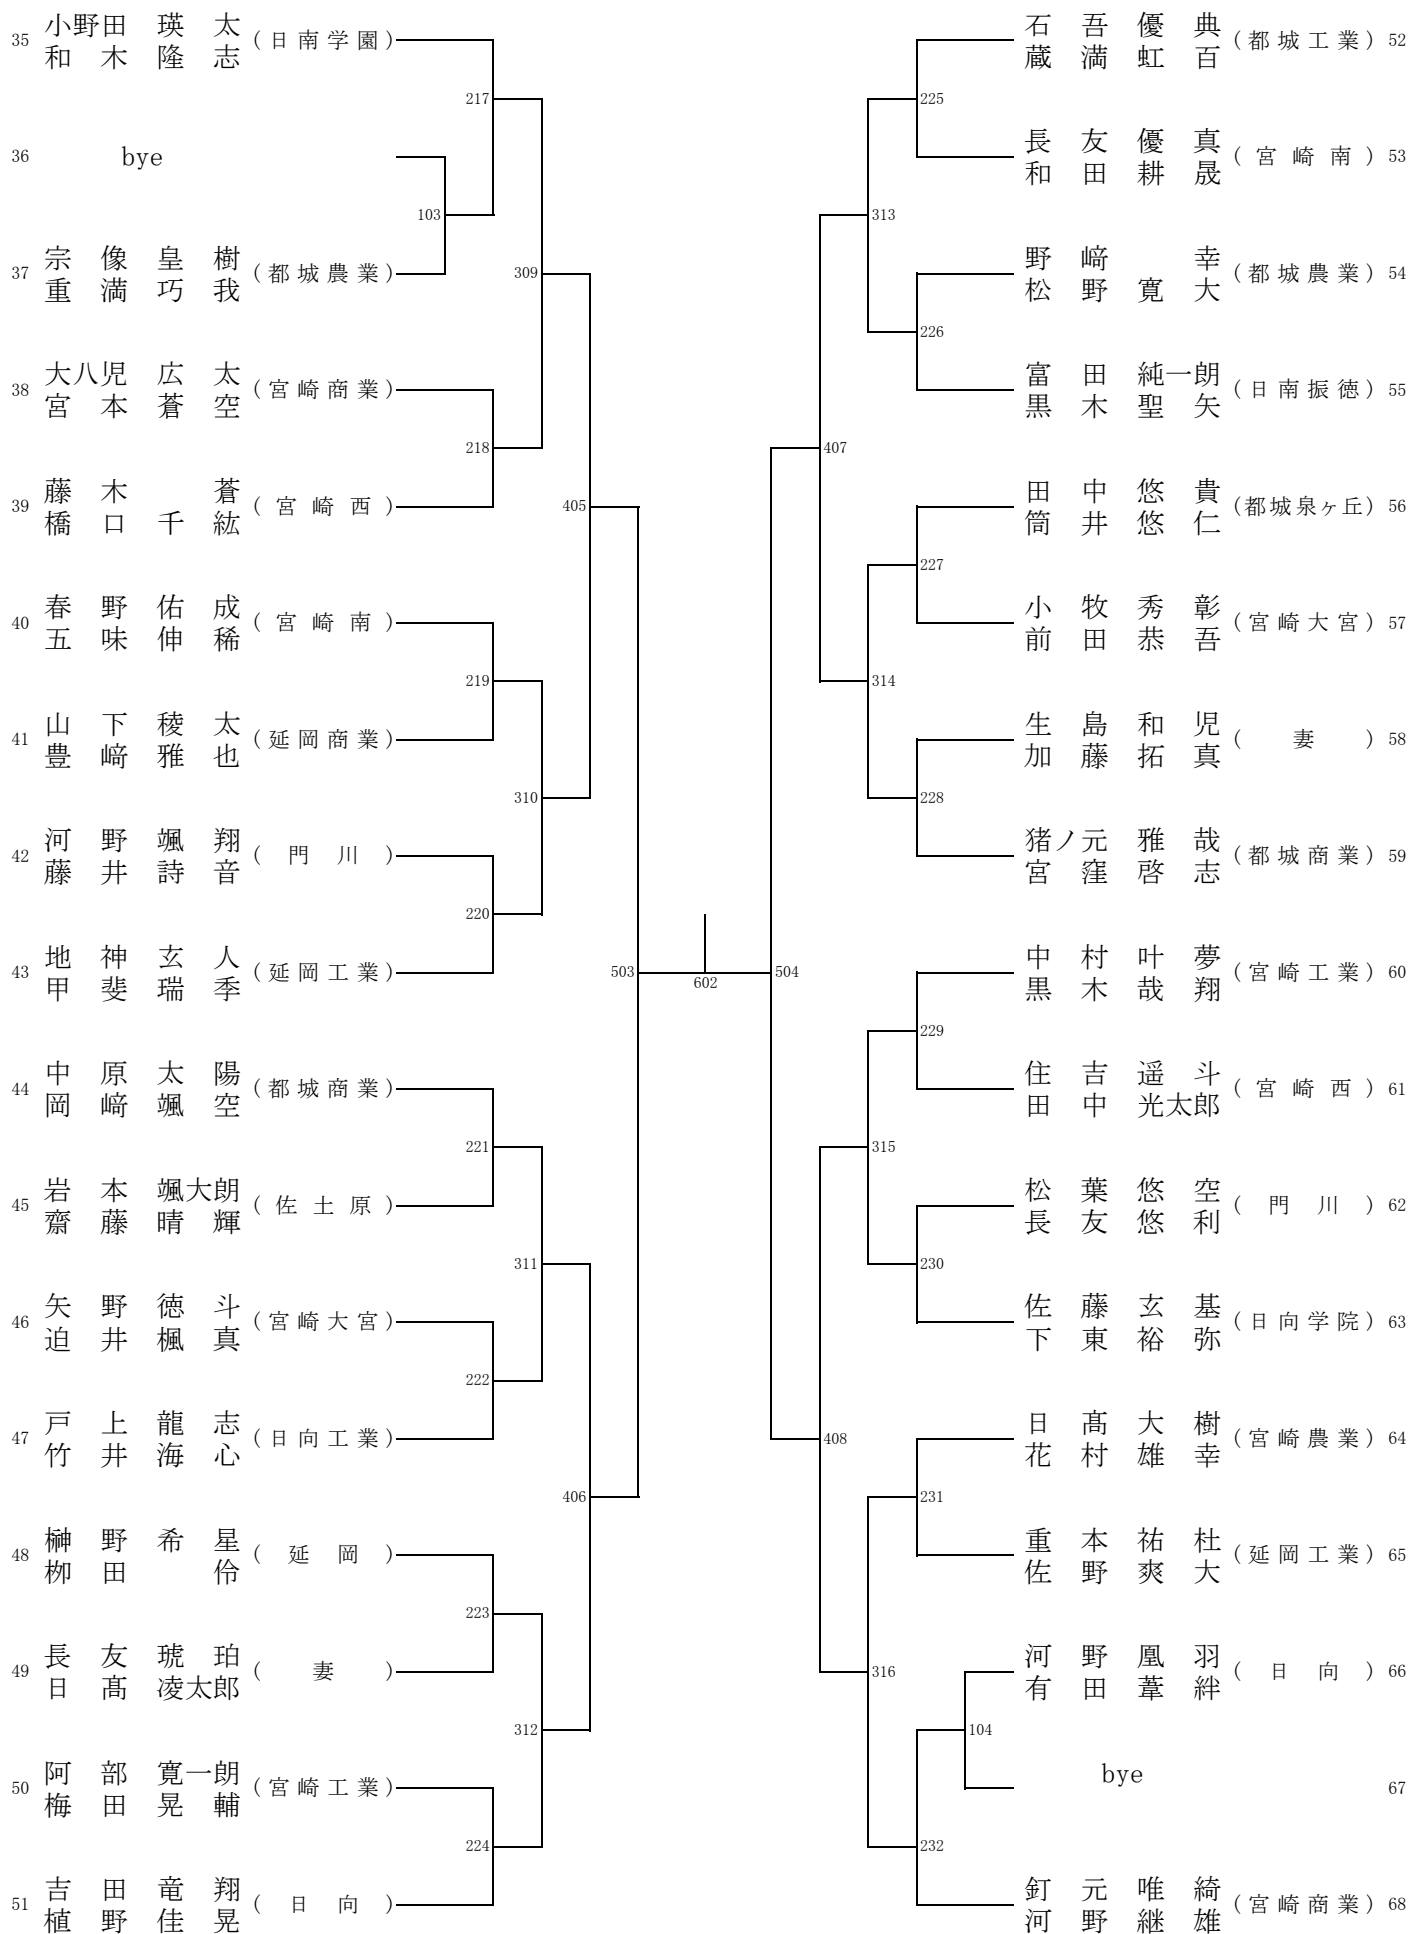 35 小野田 瑛太 (日南学園)
和木 隆志
217
36 bye
103
37 宗像 皇樹 (都城農業)
重満 巧我
309
38 大八児 広太 (宮崎商業)
宮本 蒼空
218
39 藤木 蒼 (宮崎西)
橋口 千紘
405
40 春野 佑成 (宮崎南)
五味 伸稀
219
41 山下 稜太 (延岡商業)
豊﨑 雅也
310
42 河野 颯翔 (門川)
藤井 詩音
220
43 地神 玄人 (延岡工業)
甲斐 瑞季
503
602
44 中原 太陽 (都城商業)
岡﨑 颯空
221
45 岩本 颯大朗 (佐土原)
齋藤 晴輝
311
46 矢野 徳斗 (宮崎大宮)
迫井 楓真
222
47 戸上 龍志 (日向工業)
竹井 海心
406
48 榊野 希星 (延岡)
栁田 伶
223
49 長友 琥珀 (妻)
日髙 凌太郎
312
50 阿部 寛一朗 (宮崎工業)
梅田 晃輔
224
51 吉田 竜翔 (日向)
植野 佳晃
石吾 優典 (都城工業) 52
蔵満 虹百
225
長友 優真 (宮崎南) 53
和田 耕晟
313
野﨑 幸 (都城農業) 54
松野 寛大
226
富田 純一朗 (日南振徳) 55
黒木 聖矢
407
田中 悠貴 (都城泉ヶ丘) 56
筒井 悠仁
227
小牧 秀彰 (宮崎大宮) 57
前田 恭吾
314
生島 和児 (妻) 58
加藤 拓真
228
猪ノ元 雅哉 (都城商業) 59
宮窪 啓志
504
中村 叶夢 (宮崎工業) 60
黒木 哉翔
229
住吉 遥斗 (宮崎西) 61
田中 光太郎
315
松葉 悠空 (門川) 62
長友 悠利
230
佐藤 玄基 (日向学院) 63
下東 裕弥
408
日髙 大樹 (宮崎農業) 64
花村 雄幸
231
重本 祐杜 (延岡工業) 65
佐野 爽大
316
河野 凰羽 (日向) 66
有田 葦絆
104
bye 67
232
釘元 唯綺 (宮崎商業) 68
河野 継雄